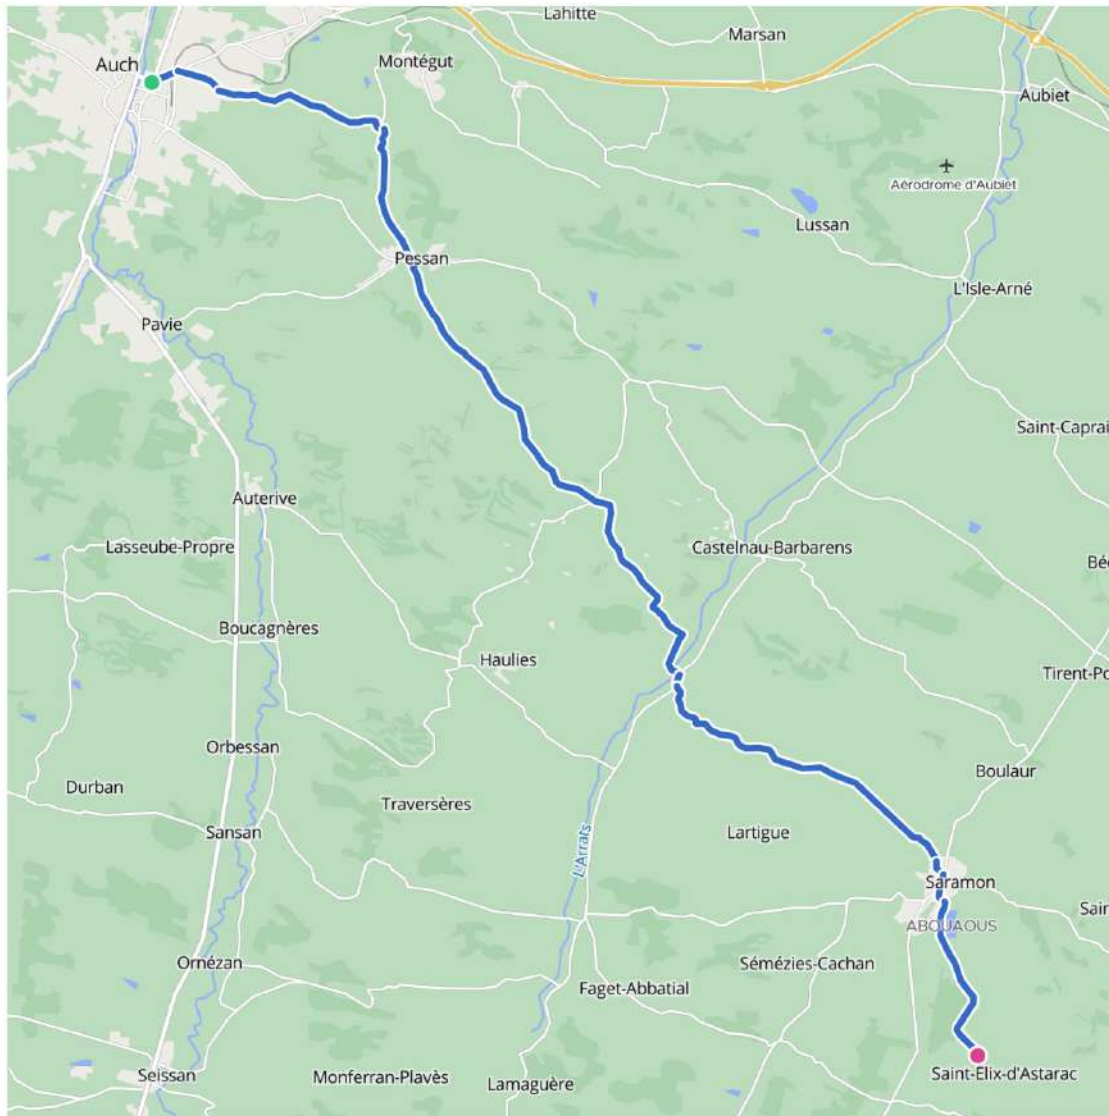 Lahitte
Marsan
Auch
Montégut
Aubiet
Aérodrome d'Aubiet
Lussan
Pessan
L'Isle-Arné
Pavie
Saint-Caprai
Auterive
Lasseube-Propre
Castelnau-Barbarens
Bé
Boucagnères
Haulies
Tirent-Po
Orbessan
Boulaur
Durban
Traversères
Sansan
Lartigue
L'Arrats
Saramon
Sain
ABOUAOUS
Ornézan
Sémézies-Cachan
Faget-Abbatial
Seissan
Monferran-Plavès
Lamaguère
Saint-Elix-d'Astarac